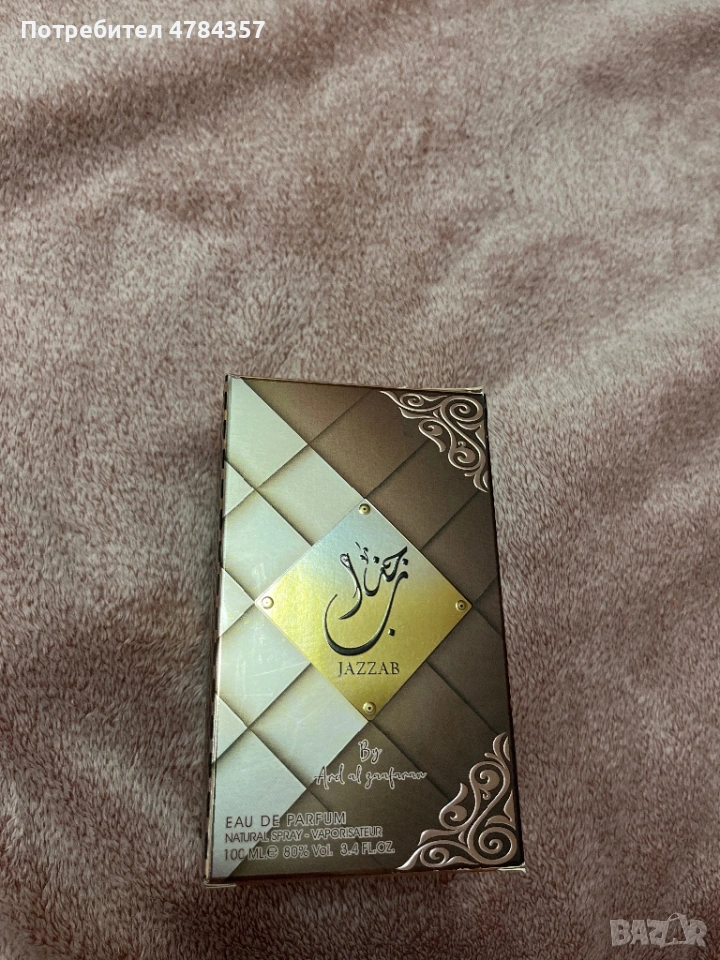 Потребител 4784357
جذاب
JAZZAB
By
Ard al zaafaran
EAU DE PARFUM
NATURAL SPRAY - VAPORISATEUR
100 ML℮ 80% Vol. 3.4 FL.OZ.
BAZAR